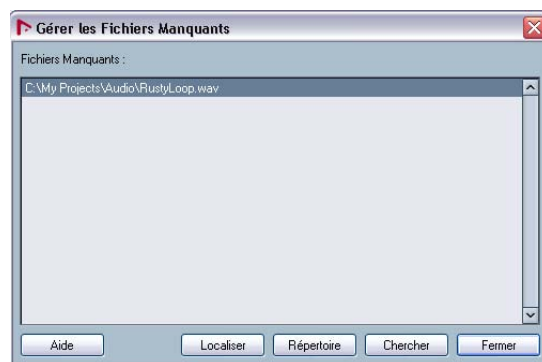 Gérer les Fichiers Manquants
Fichiers Manquants :
C:\My Projects\Audio\RustyLoop.wav
Aide Localiser Répertoire Chercher Fermer